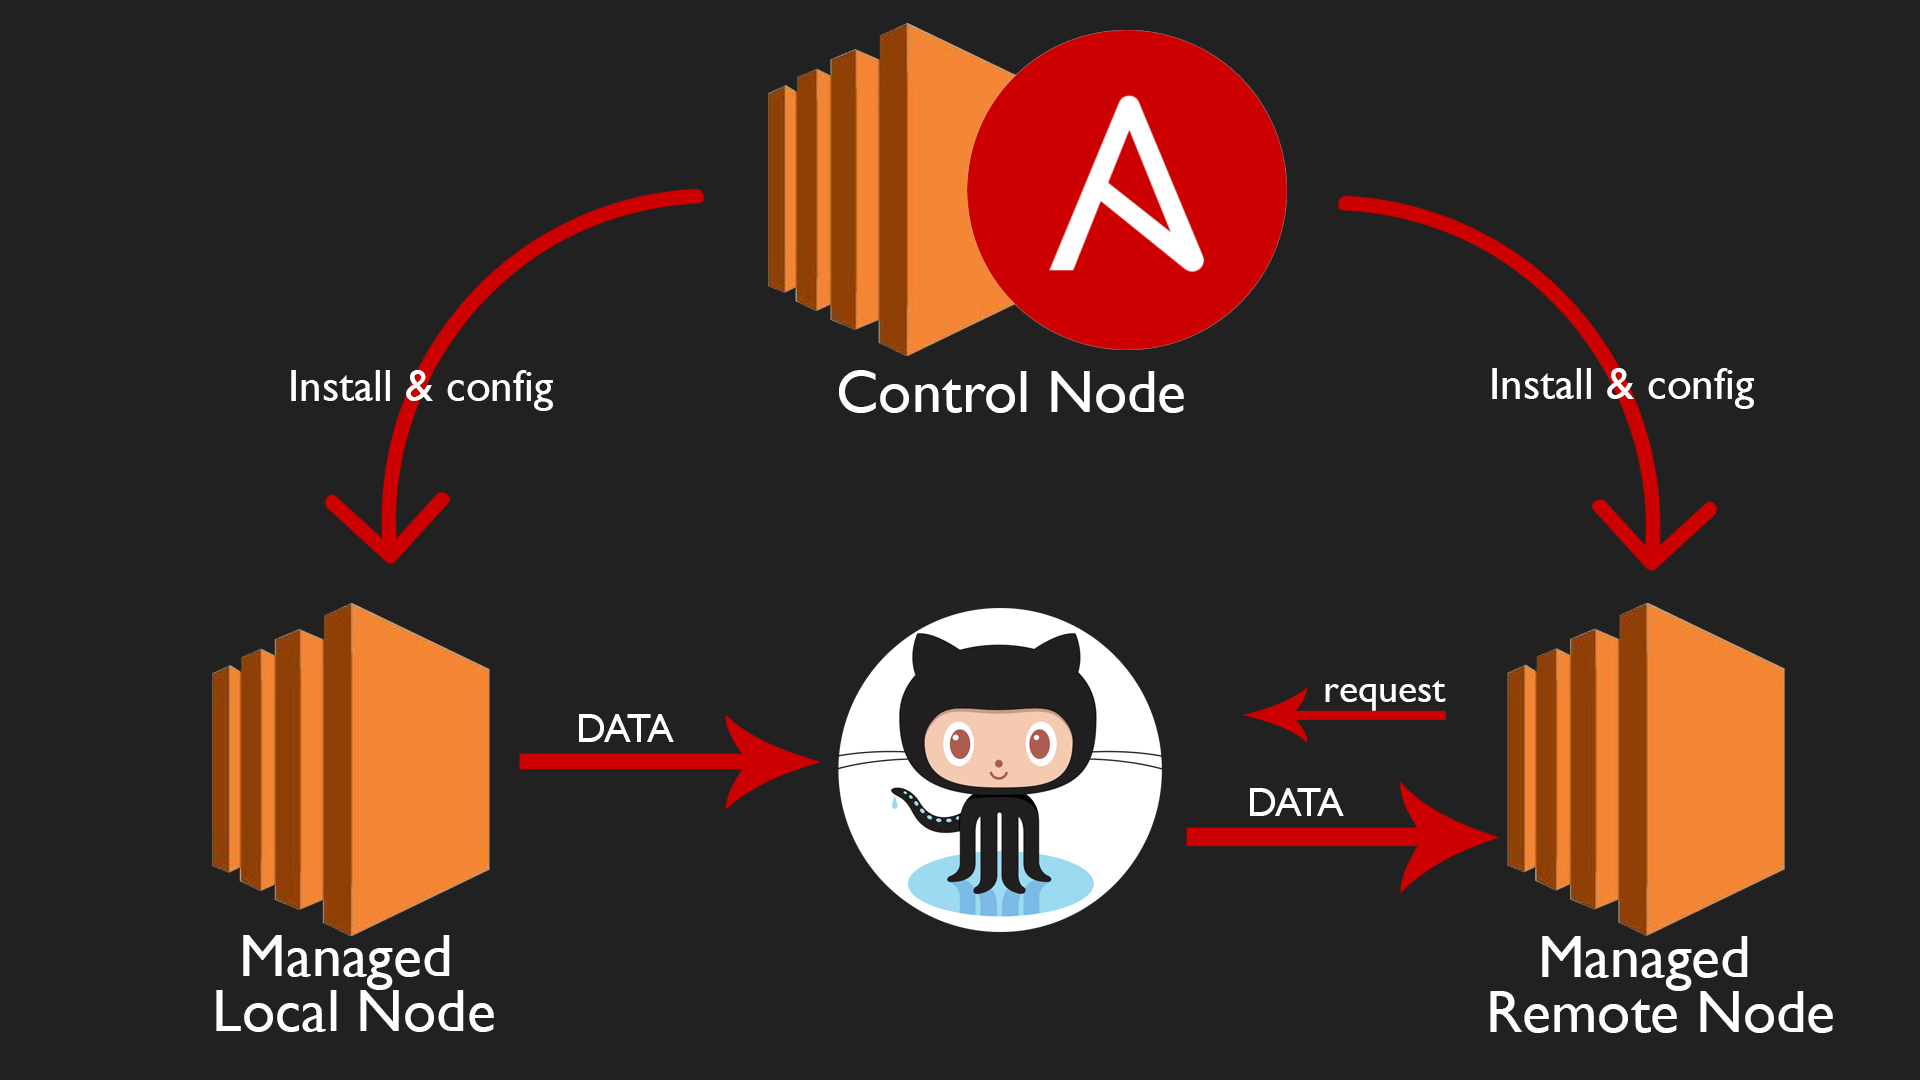 Control Node
Install & config
Install & config
request
DATA
DATA
Managed
Local Node
Managed
Remote Node